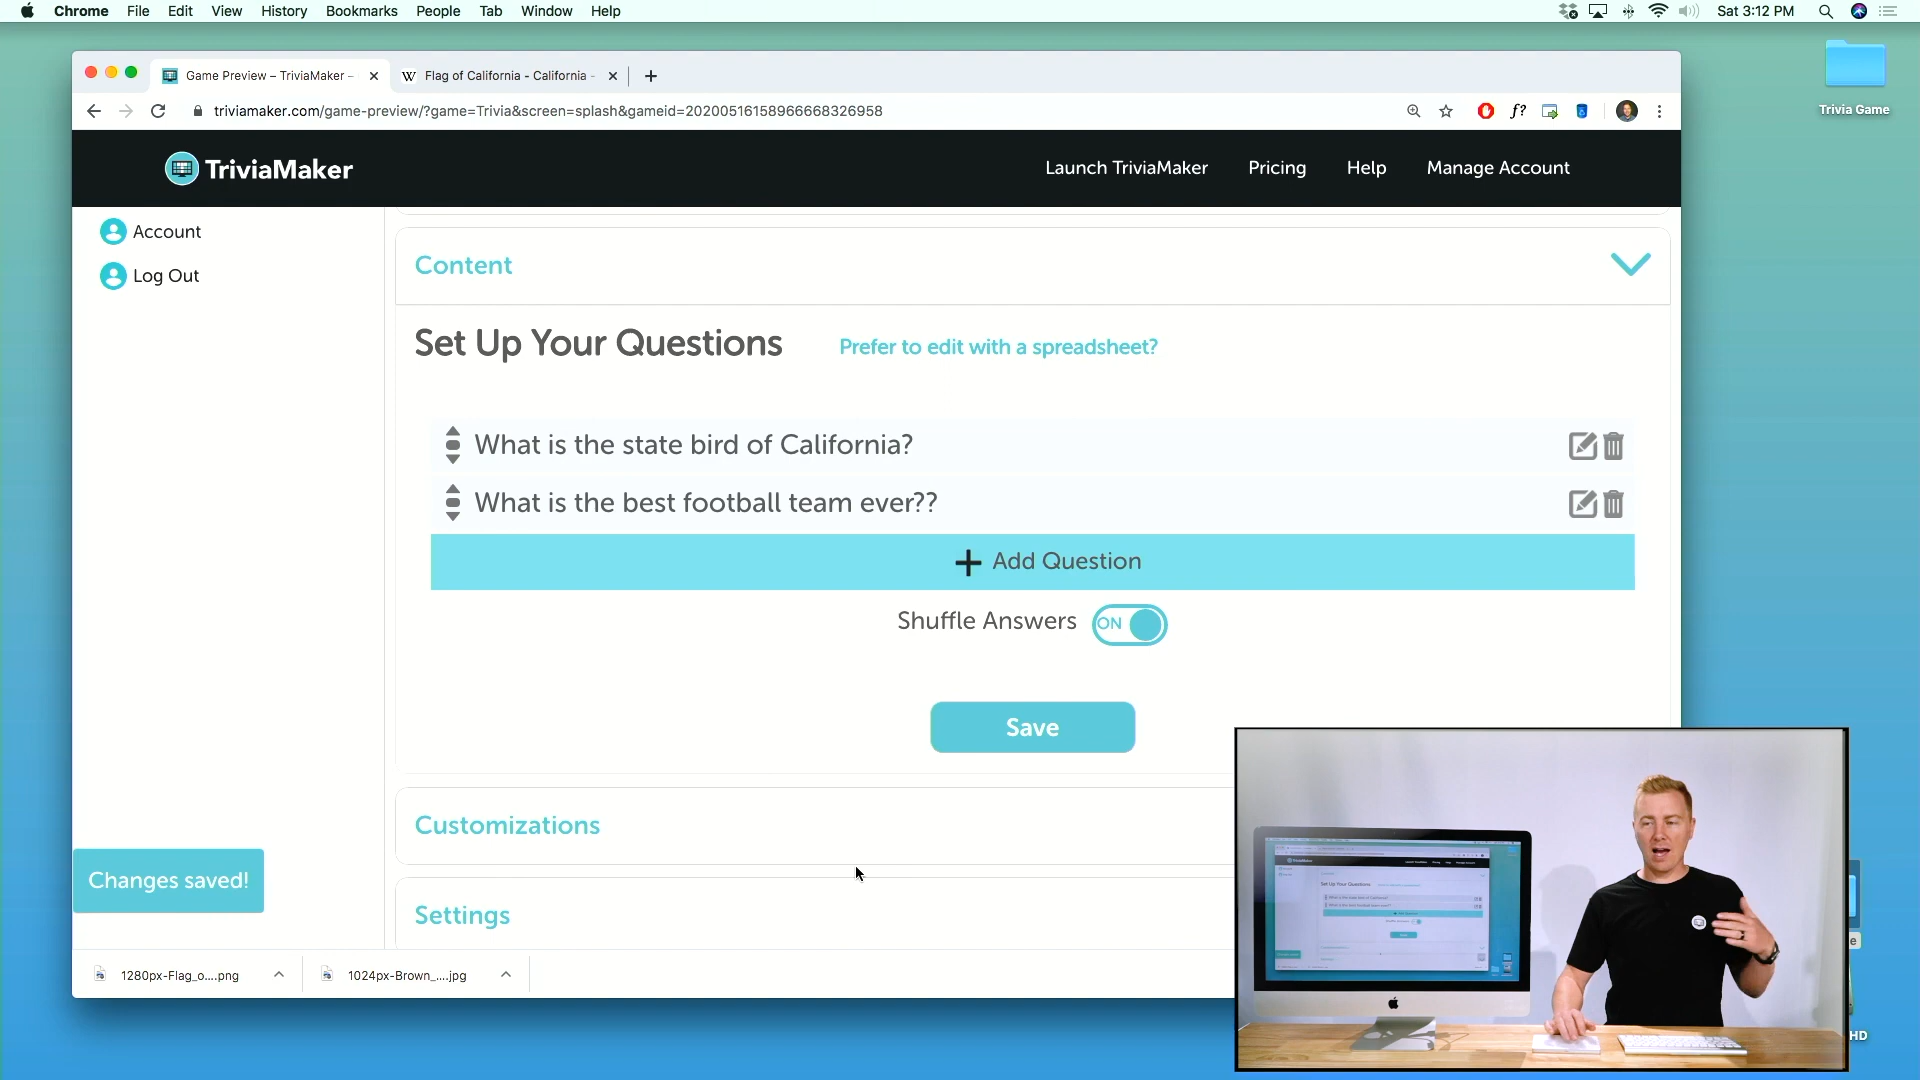 Chrome File Edit View History Bookmarks People Tab Window Help
Sat 3:12 PM
Trivia Game
Game Preview – TriviaMaker –
W Flag of California - California -
triviamaker.com/game-preview/?game=Trivia&screen=splash&gameid=20200516158966668326958
f?
TriviaMaker
Launch TriviaMaker Pricing Help Manage Account
Account
Log Out
Content
Set Up Your Questions
Prefer to edit with a spreadsheet?
What is the state bird of California?
What is the best football team ever??
Add Question
Shuffle Answers ON
Save
Customizations
Changes saved!
Settings
1280px-Flag_o....png
1024px-Brown_....jpg
Set Up Your Questions
e
HD